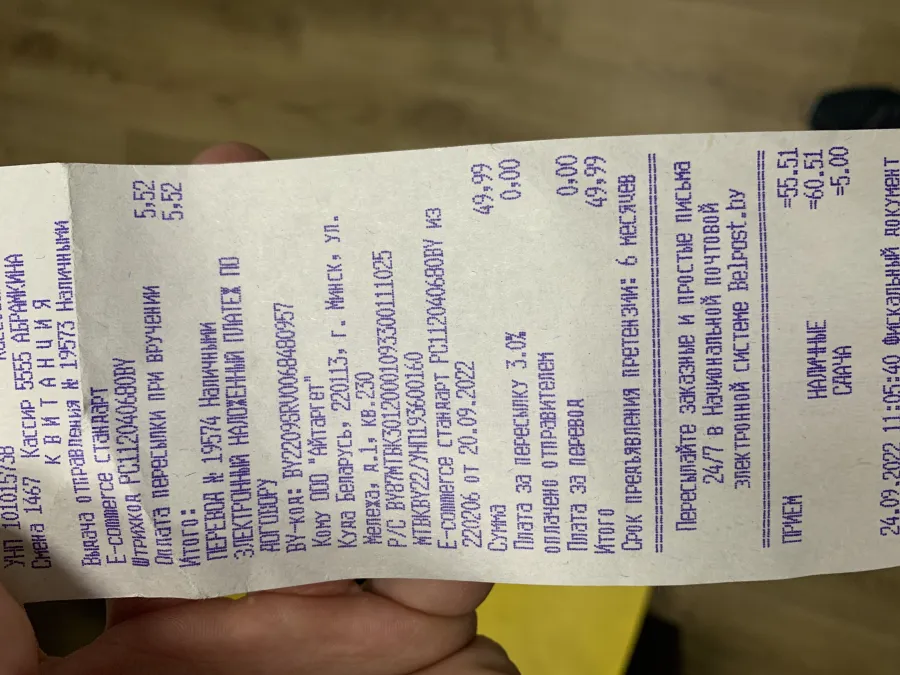 УНП 101015738
Смена 1467 Кассир 5555 АБРАМКИНА
К В И Т А Н Ц И Я
Выдача отправления № 19573 Наличными
E-commerce стандарт
Штрихкод PC112040680BY
Оплата пересылки при вручении 5,52
Итого: 5,52
ПЕРЕВОД № 19574 Наличными
ЭЛЕКТРОННЫЙ НАЛОЖЕННЫЙ ПЛАТЕЖ ПО
ДОГОВОРУ
BY-код: BY2209SRV0068480957
Кому ООО "Айтаргет"
Куда Беларусь, 220113, г. Минск, ул.
Мележа, д.1, кв.230
Р/С BY87MTBK30120001093300111025
MTBKBY22/УНП193600160
E-commerce стандарт PC112040680BY из
220206 от 20.09.2022
Сумма 49,99
Плата за пересылку 3.0% 0,00
оплачено отправителем
Плата за перевод 0,00
Итого 49,99
Срок предъявления претензии: 6 месяцев
Пересылайте заказные и простые письма
24/7 в Национальной почтовой
электронной системе Belpost.by
ПРИЕМ =55.51
НАЛИЧНЫЕ =60.51
СДАЧА =5.00
24.09.2022 11:05:40 ФИСКАЛЬНЫЙ ДОКУМЕНТ